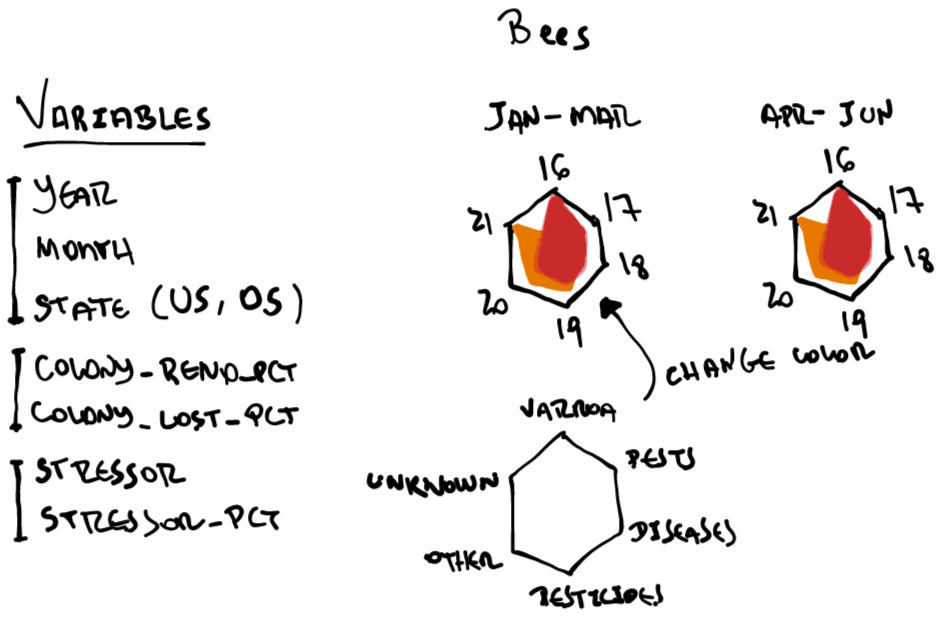 Bees
VARIABLES
YEAR
MONTH
STATE (US, OS)
COLONY_RENO_PCT
COLONY_LOST_PCT
STRESSOR
STRESSOR_PCT
JAN-MAR
16
17
18
19
20
21
APR-JUN
16
17
18
19
20
21
CHANGE COLOR
VARROA
PESTS
DISEASES
PESTICIDES
OTHER
UNKNOWN